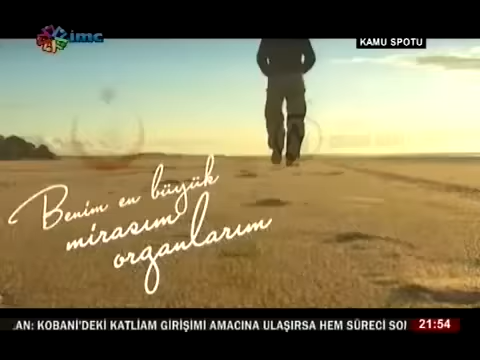 imc
KAMU SPOTU
Benim en büyük
mirasım
organlarım
AN: KOBANİ'DEKİ KATLİAM GİRİŞİMİ AMACINA ULAŞIRSA HEM SÜRECİ SO
21:54